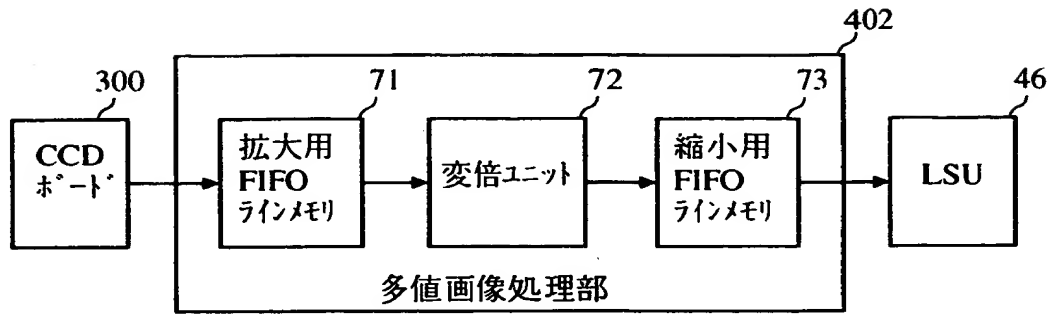 402
300
71
72
73
46
CCD
ボード
拡大用
FIFO
ラインメモリ
変倍ユニット
縮小用
FIFO
ラインメモリ
LSU
多値画像処理部